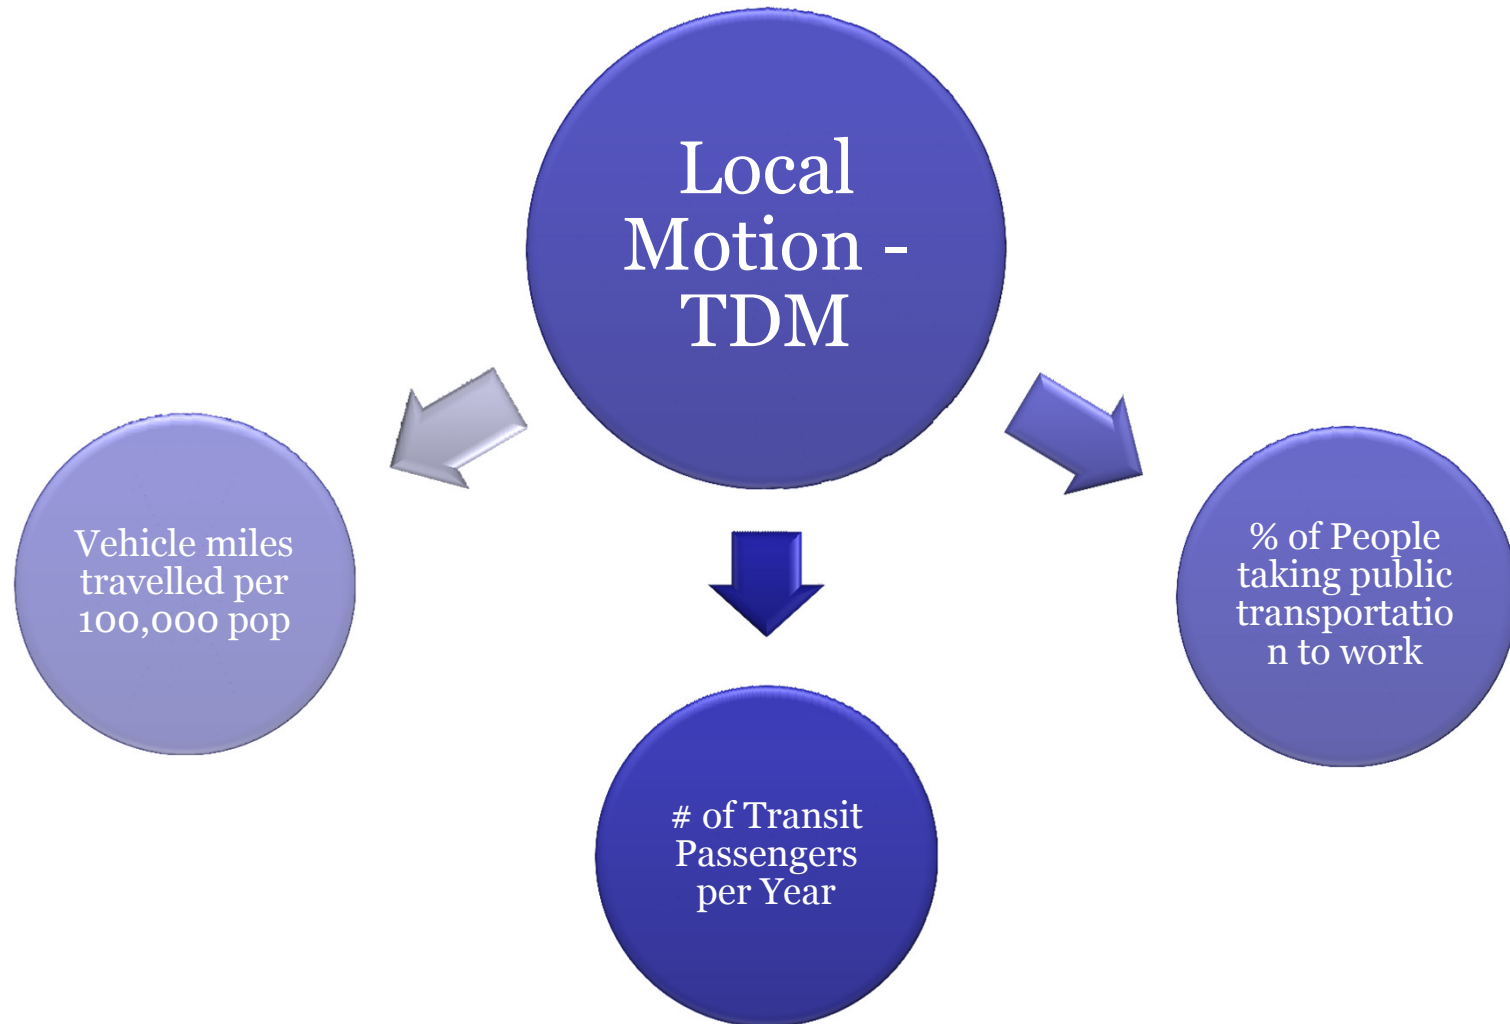 Local
Motion -
TDM
Vehicle miles
travelled per
100,000 pop
# of Transit
Passengers
per Year
% of People
taking public
transportatio
n to work